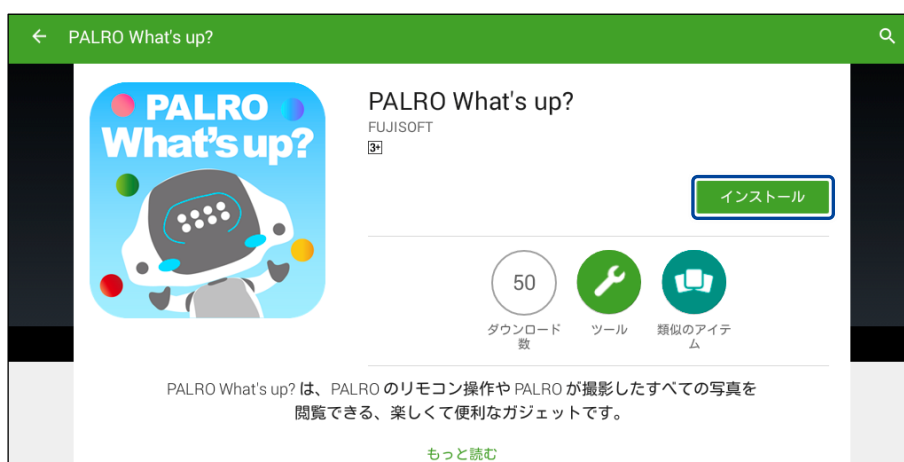 PALRO What's up?
PALRO
What's up?
PALRO What's up?
FUJISOFT
3+
インストール
50
ダウンロード
数
ツール
類似のアイテ
ム
PALRO What's up? は、PALRO のリモコン操作や PALRO が撮影したすべての写真を
閲覧できる、楽しくて便利なガジェットです。
もっと読む